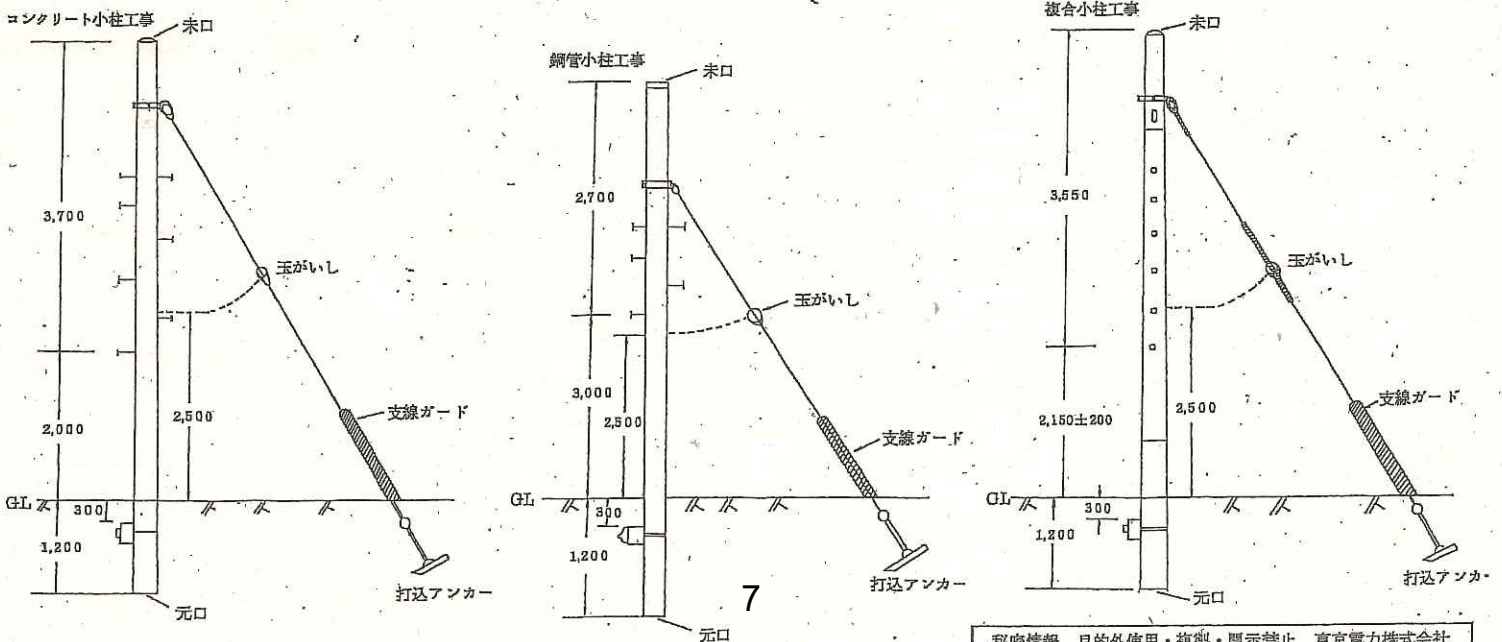 コンクリート小柱工事
末口
3,700
玉がいし
2,500
支線ガード
2,000
GL
300
1,200
打込アンカー
元口
鋼管小柱工事
末口
2,700
玉がいし
3,000
2,500
支線ガード
GL
300
1,200
打込アンカー
元口
7
複合小柱工事
末口
3,550
玉がいし
2,500
2,150±200
支線ガード
GL
300
1,200
打込アンカー
元口
秘密情報 目的外使用・複製・開示禁止 東京電力株式会社